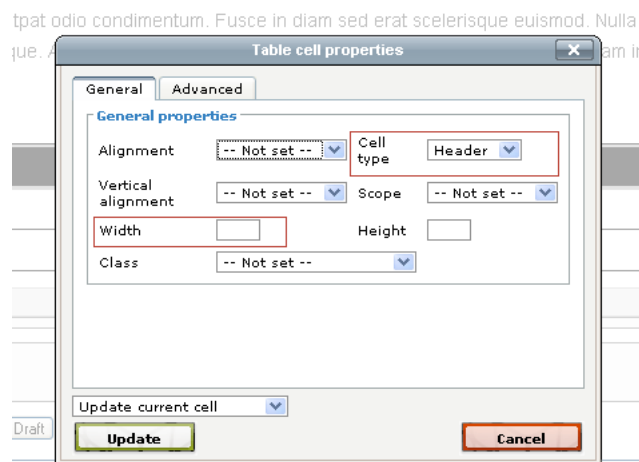 tpat odio condimentum. Fusce in diam sed erat scelerisque euismod. Nulla
Table cell properties
General Advanced
General properties
Alignment -- Not set -- Cell type Header
Vertical alignment -- Not set -- Scope -- Not set --
Width Height
Class -- Not set --
Update current cell
Draft
Update Cancel